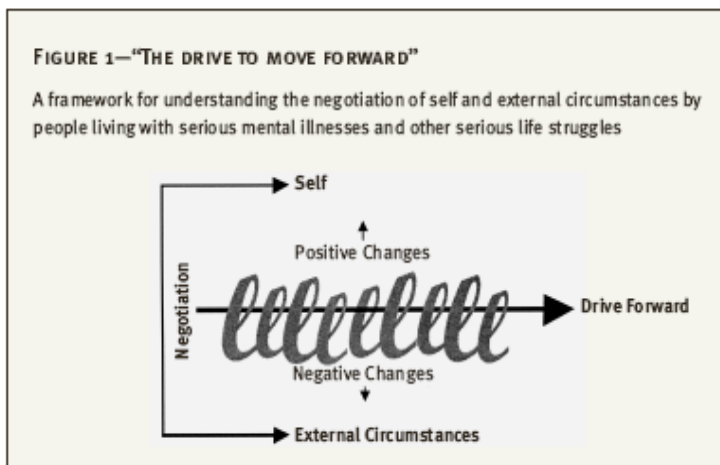 FIGURE 1—“THE DRIVE TO MOVE FORWARD”
A framework for understanding the negotiation of self and external circumstances by
people living with serious mental illnesses and other serious life struggles
Self
Positive Changes
Negotiation
Drive Forward
Negative Changes
External Circumstances